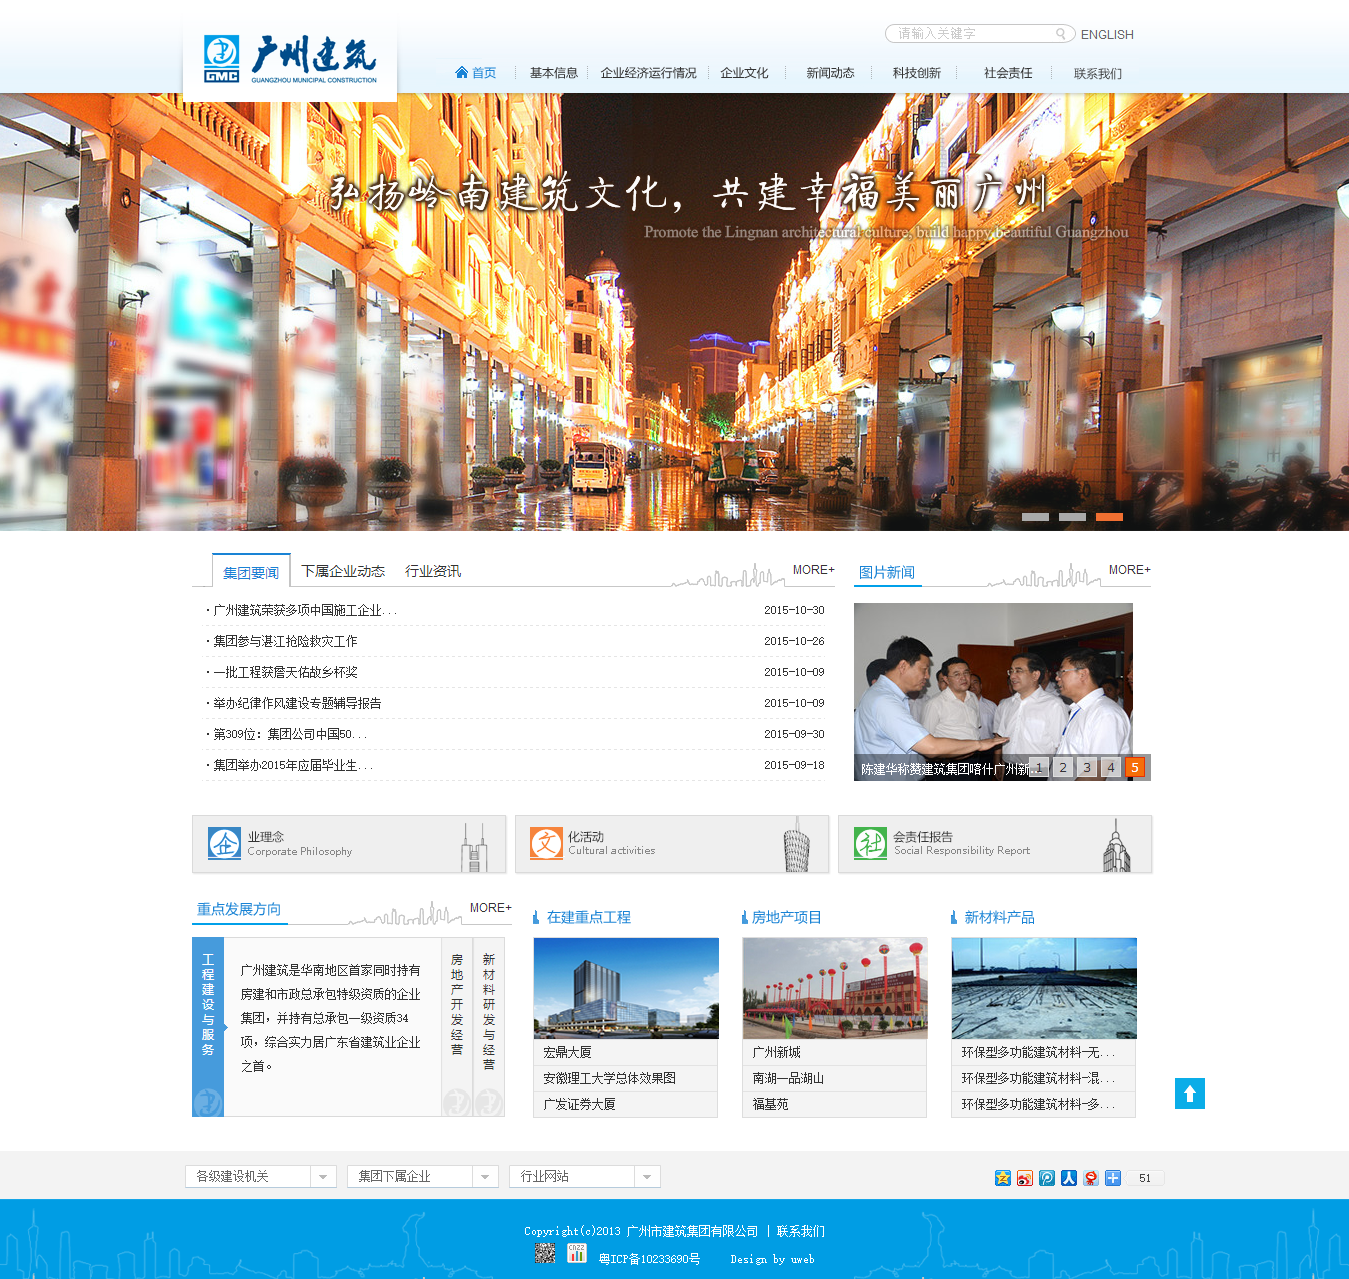 请输入关键字
ENGLISH
GMC 广州建筑
GUANGZHOU MUNICIPAL CONSTRUCTION
首页 基本信息 企业经济运行情况 企业文化 新闻动态 科技创新 社会责任 联系我们
弘扬岭南建筑文化，共建幸福美丽广州
Promote the Lingnan architectural culture, build happy beautiful Guangzhou
集团要闻 下属企业动态 行业资讯 MORE+
·广州建筑荣获多项中国施工企业... 2015-10-30
·集团参与湛江抢险救灾工作 2015-10-26
·一批工程获詹天佑故乡杯奖 2015-10-09
·举办纪律作风建设专题辅导报告 2015-10-09
·第309位：集团公司中国50... 2015-09-30
·集团举办2015年应届毕业生... 2015-09-18
图片新闻 MORE+
陈建华称赞建筑集团喀什广州新... 1 2 3 4 5
企 业理念
Corporate Philosophy
文 化活动
Cultural activities
社 会责任报告
Social Responsibility Report
重点发展方向 MORE+
工程建设与服务
广州建筑是华南地区首家同时持有
房建和市政总承包特级资质的企业
集团，并持有总承包一级资质34
项，综合实力居广东省建筑业企业
之首。
房地产开发经营
新材料研发与经营
在建重点工程
宏鼎大厦
安徽理工大学总体效果图
广发证券大厦
房地产项目
广州新城
南湖一品湖山
福基苑
新材料产品
环保型多功能建筑材料-无...
环保型多功能建筑材料-混...
环保型多功能建筑材料-多...
各级建设机关 集团下属企业 行业网站 51
Copyright(c)2013 广州市建筑集团有限公司 | 联系我们
CNZZ 粤ICP备10233690号 Design by uweb